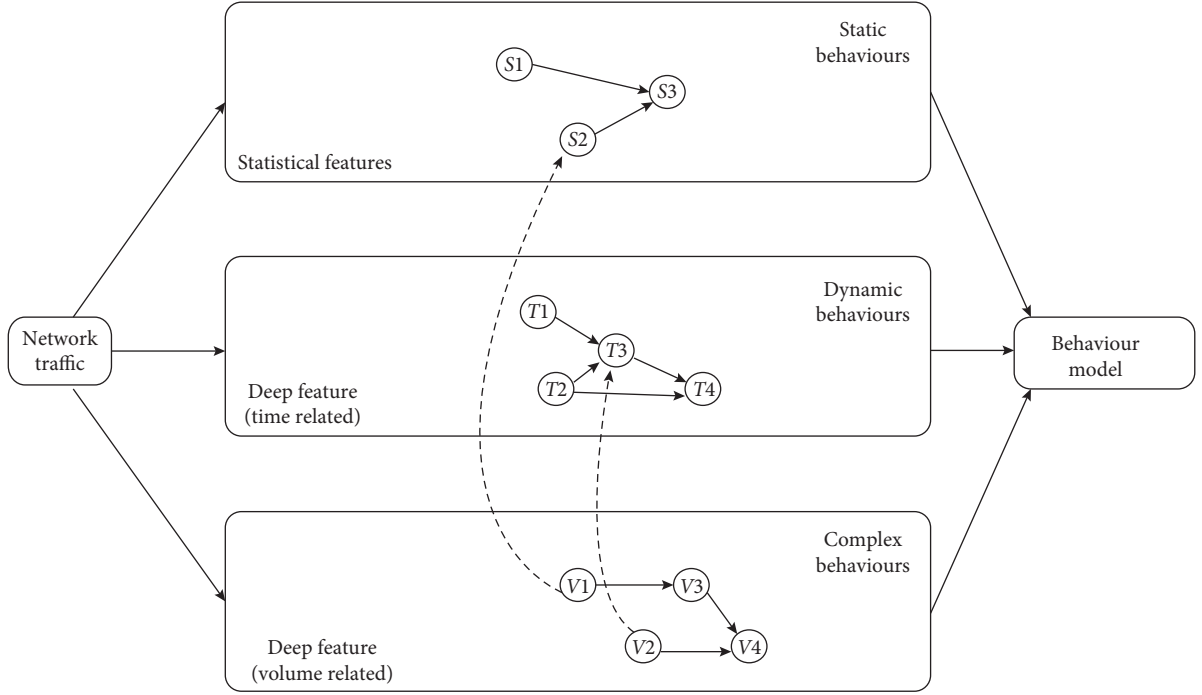 Static
behaviours
S1
S3
S2
Statistical features
Network
traffic
Dynamic
behaviours
T1
T3
T2
T4
Deep feature
(time related)
Behaviour
model
Complex
behaviours
V1
V3
V2
V4
Deep feature
(volume related)